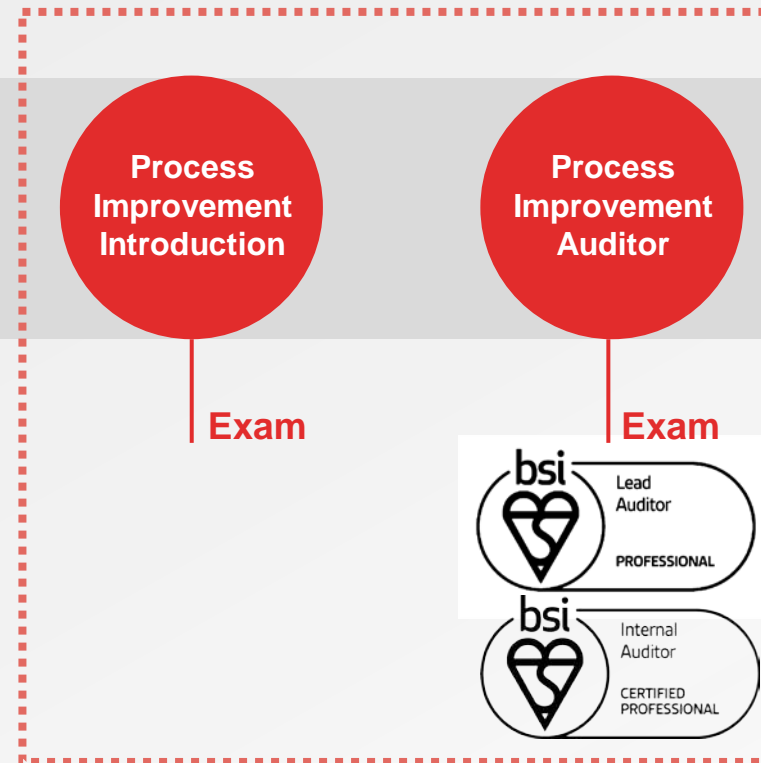 Process
Improvement
Introduction
Process
Improvement
Auditor
Exam
Exam
bsi
Lead
Auditor
PROFESSIONAL
bsi
Internal
Auditor
CERTIFIED
PROFESSIONAL